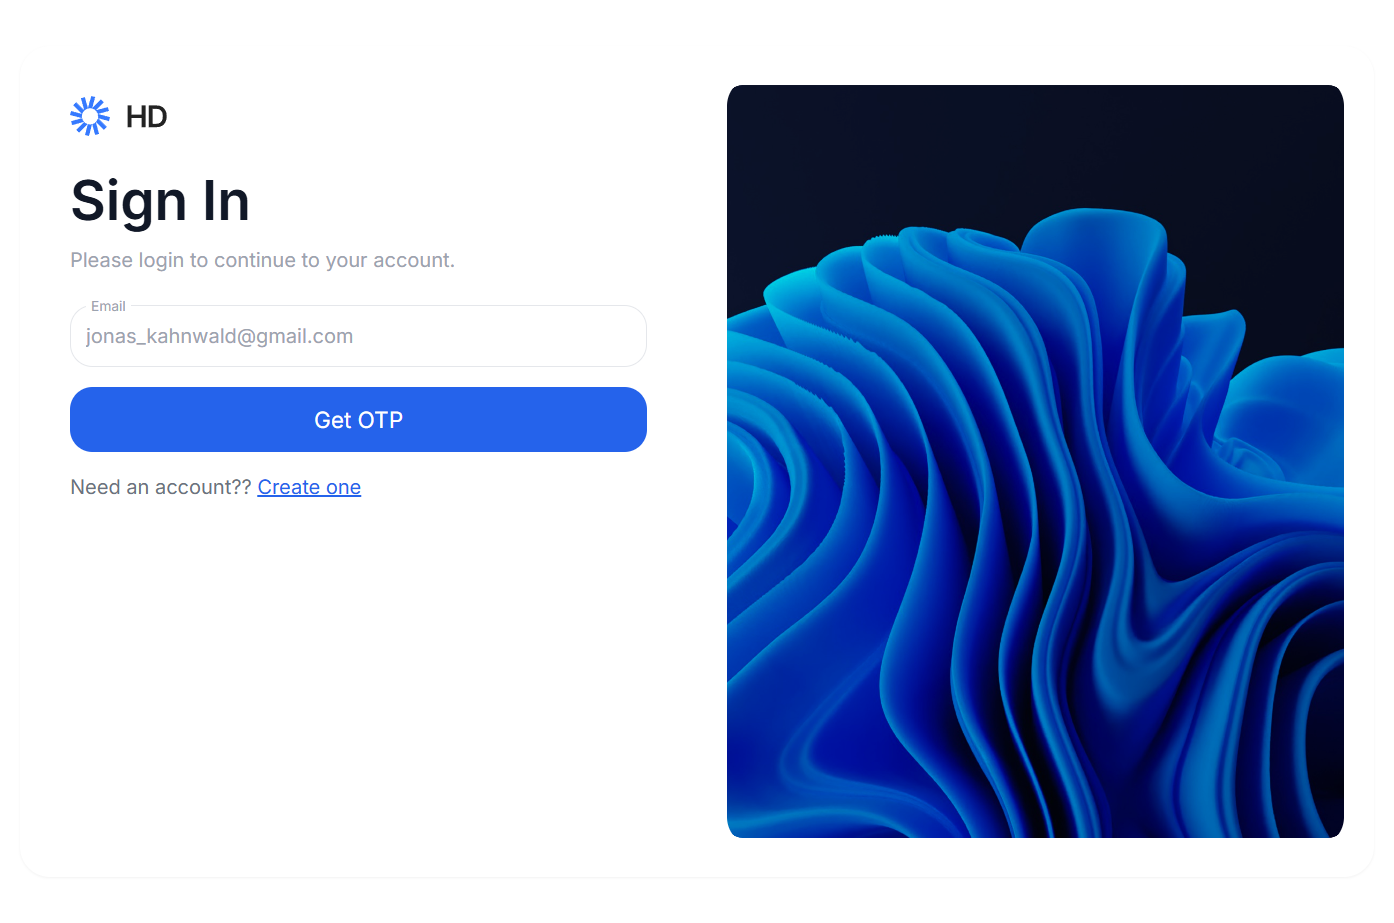 HD
Sign In
Please login to continue to your account.
Email
jonas_kahnwald@gmail.com
Get OTP
Need an account?? Create one